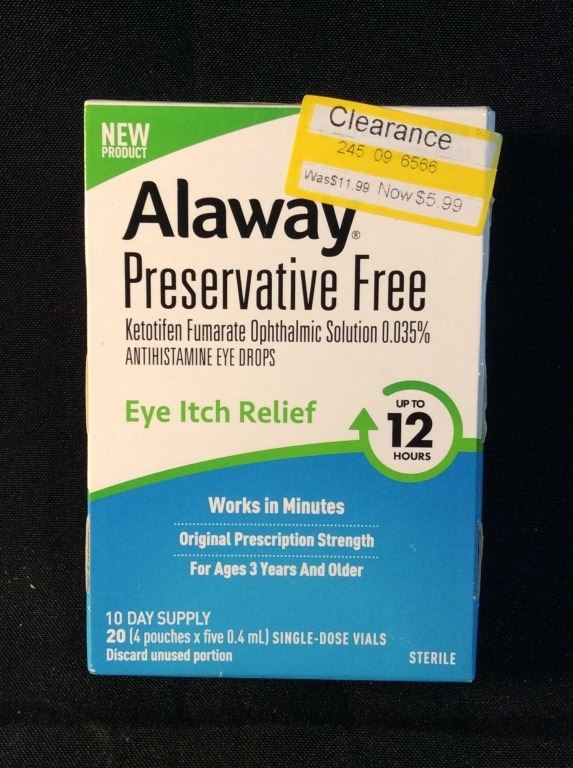 NEW
PRODUCT
Clearance
245 09 6566
Was$11.99 Now $5.99
Alaway®
Preservative Free
Ketotifen Fumarate Ophthalmic Solution 0.035%
ANTIHISTAMINE EYE DROPS
Eye Itch Relief
UP TO
12
HOURS
Works in Minutes
Original Prescription Strength
For Ages 3 Years And Older
10 DAY SUPPLY
20 (4 pouches x five 0.4 mL) SINGLE-DOSE VIALS
Discard unused portion
STERILE